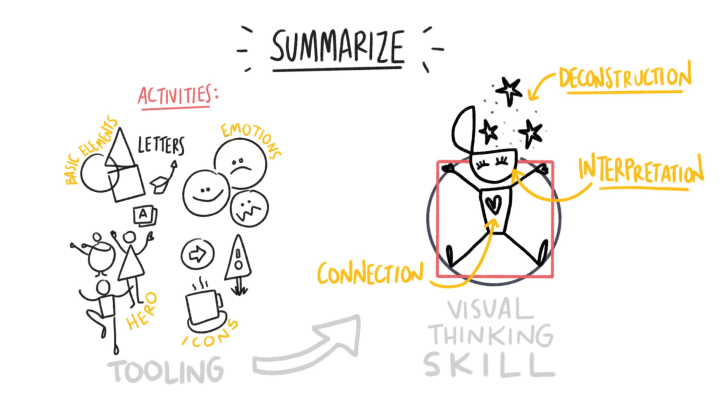 SUMMARIZE
ACTIVITIES:
BASIC ELEMENTS
LETTERS
EMOTIONS
A
HERO
ICONS
TOOLING
DECONSTRUCTION
INTERPRETATION
CONNECTION
VISUAL
THINKING
SKILL